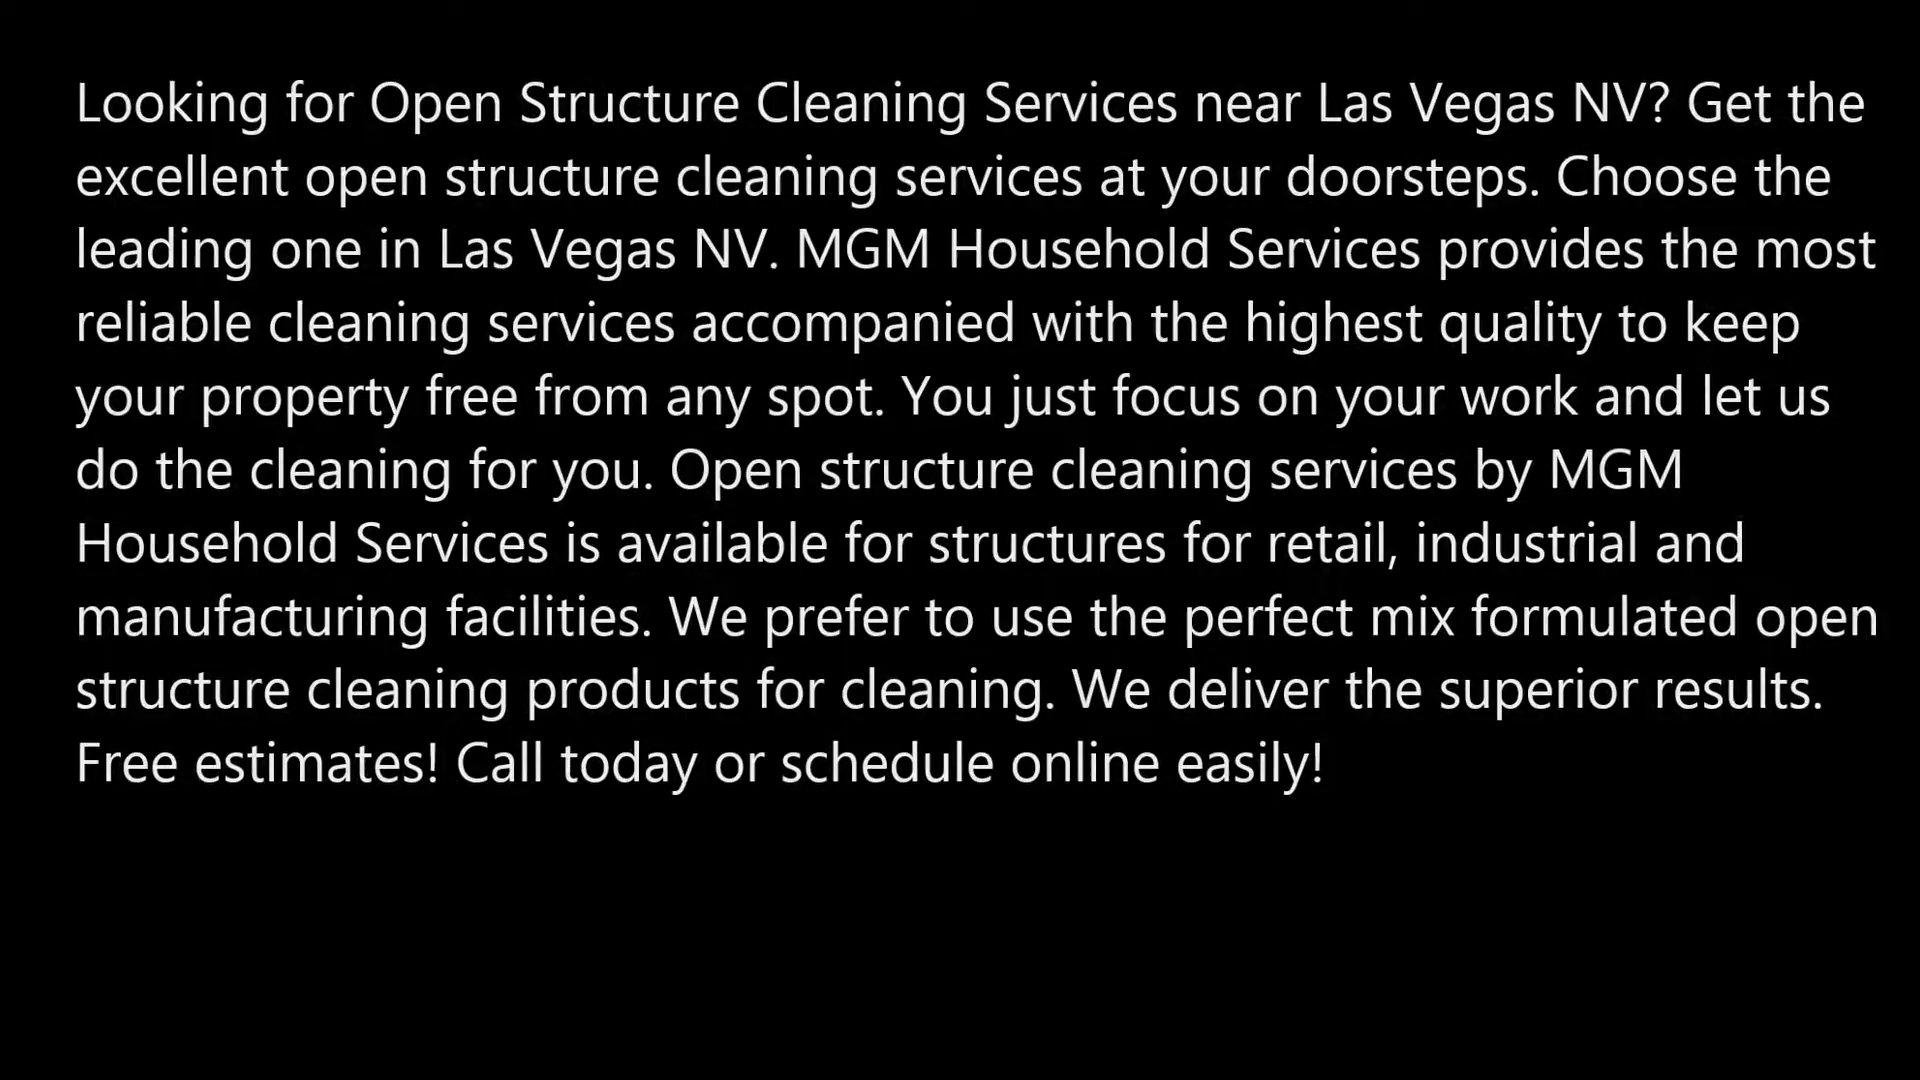 Looking for Open Structure Cleaning Services near Las Vegas NV? Get the
excellent open structure cleaning services at your doorsteps. Choose the
leading one in Las Vegas NV. MGM Household Services provides the most
reliable cleaning services accompanied with the highest quality to keep
your property free from any spot. You just focus on your work and let us
do the cleaning for you. Open structure cleaning services by MGM
Household Services is available for structures for retail, industrial and
manufacturing facilities. We prefer to use the perfect mix formulated open
structure cleaning products for cleaning. We deliver the superior results.
Free estimates! Call today or schedule online easily!